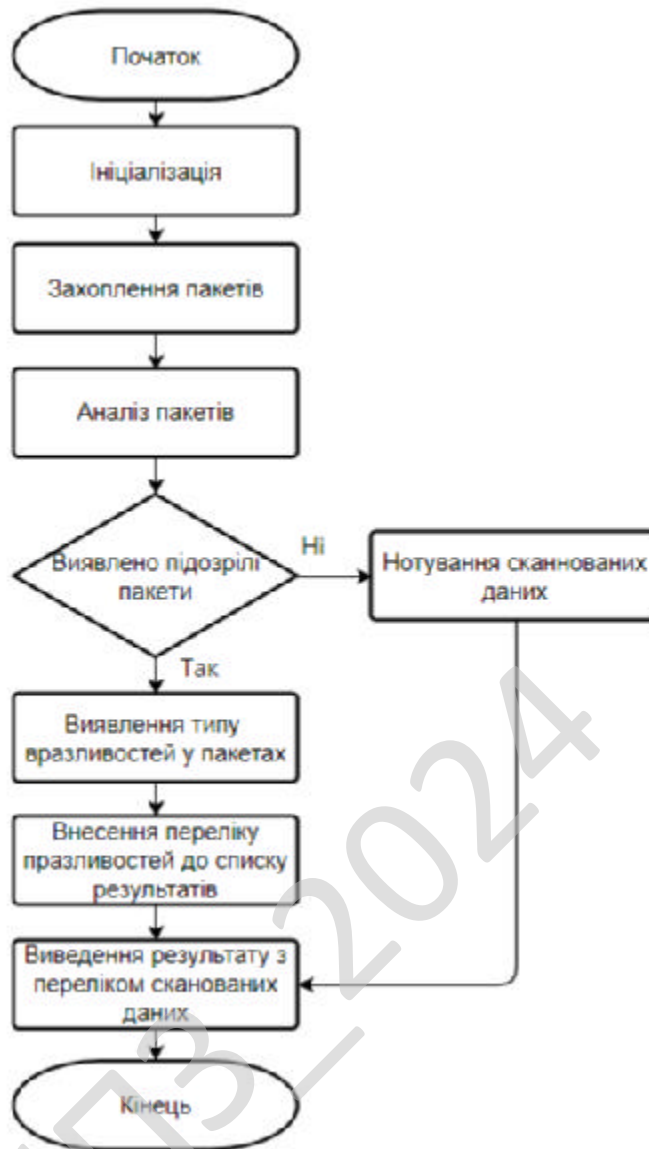 Початок
Ініціалізація
Захоплення пакетів
Аналіз пакетів
Виявлено підозрілі
пакети
Ні
Нотування сканнованих
даних
Так
Виявлення типу
вразливостей у пакетах
Внесення переліку
празливостей до списку
результатів
Виведення результату з
переліком сканованих
даних
Кінець
ПЗ_2024